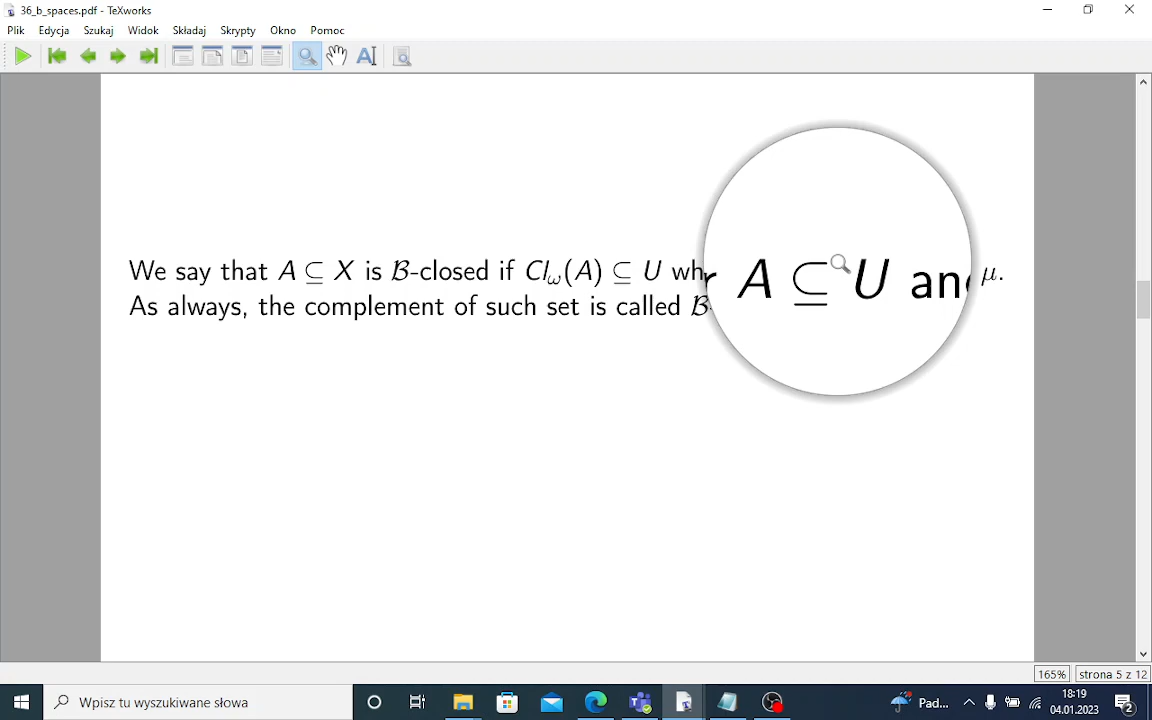 36_b_spaces.pdf - TeXworks
Plik Edycja Szukaj Widok Składaj Skrypty Okno Pomoc
We say that A ⊆ X is ℬ-closed if Cl_ω(A) ⊆ U A ⊆ U μ.
As always, the complement of such set is called
165% strona 5 z 12
Wpisz tu wyszukiwane słowa
Pad...
18:19
04.01.2023
2